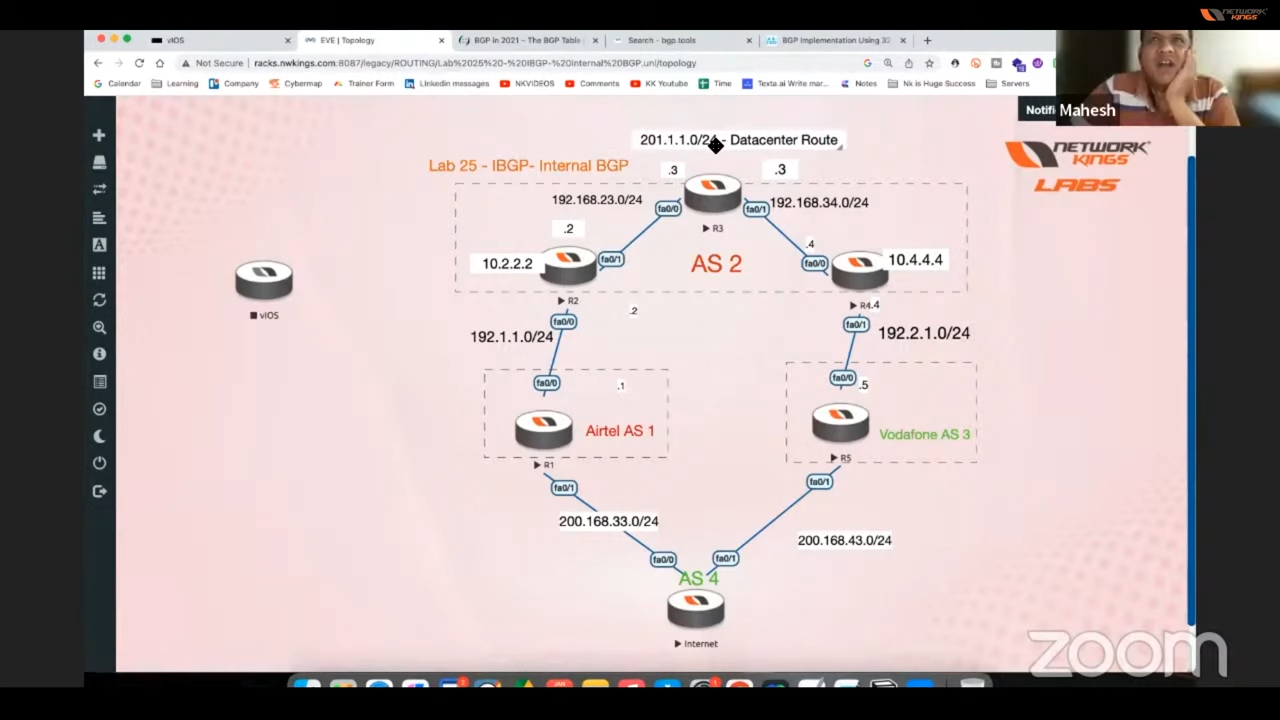 NETWORK KINGS
vIOS
EVE | Topology
BGP in 2021 – The BGP Table
Search - bgp.tools
BGP Implementation Using 32
Not Secure | racks.nwkings.com:8087/legacy/ROUTING/Lab%2025%20-%20IBGP-%20Internal%20BGP.unl/topology
Calendar
Learning
Company
Cybermap
Trainer Form
Linkedin messages
NKVIDEOS
Comments
KK Youtube
Time
Texta.ai Write mar...
Notes
Nk is Huge Success
Servers
Notifi
Mahesh
201.1.1.0/24 - Datacenter Route
NETWORK KINGS
LABS
Lab 25 - IBGP- Internal BGP
.3
.3
192.168.23.0/24
fa0/0
fa0/1
192.168.34.0/24
R3
.2
.4
10.2.2.2
fa0/1
AS 2
fa0/0
10.4.4.4
vIOS
R2
.2
R4
.4
fa0/0
fa0/1
192.1.1.0/24
192.2.1.0/24
fa0/0
.1
fa0/0
.5
Airtel AS 1
Vodafone AS 3
R1
R5
fa0/1
fa0/1
200.168.33.0/24
200.168.43.0/24
fa0/0
fa0/1
AS 4
Internet
zoom